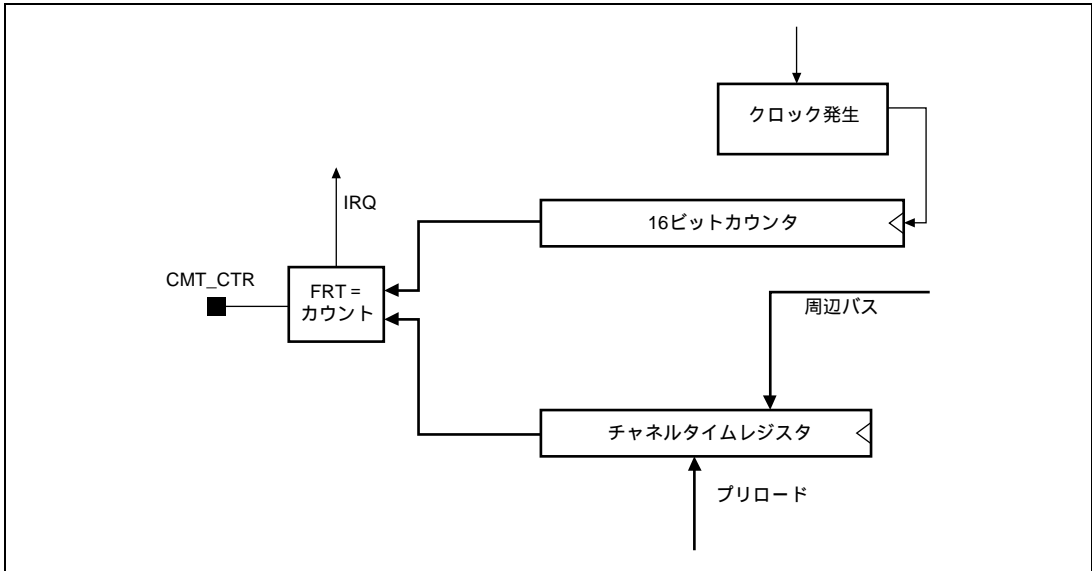 クロック発生
IRQ
16ビットカウンタ
CMT_CTR
FRT =
カウント
周辺バス
チャネルタイムレジスタ
プリロード